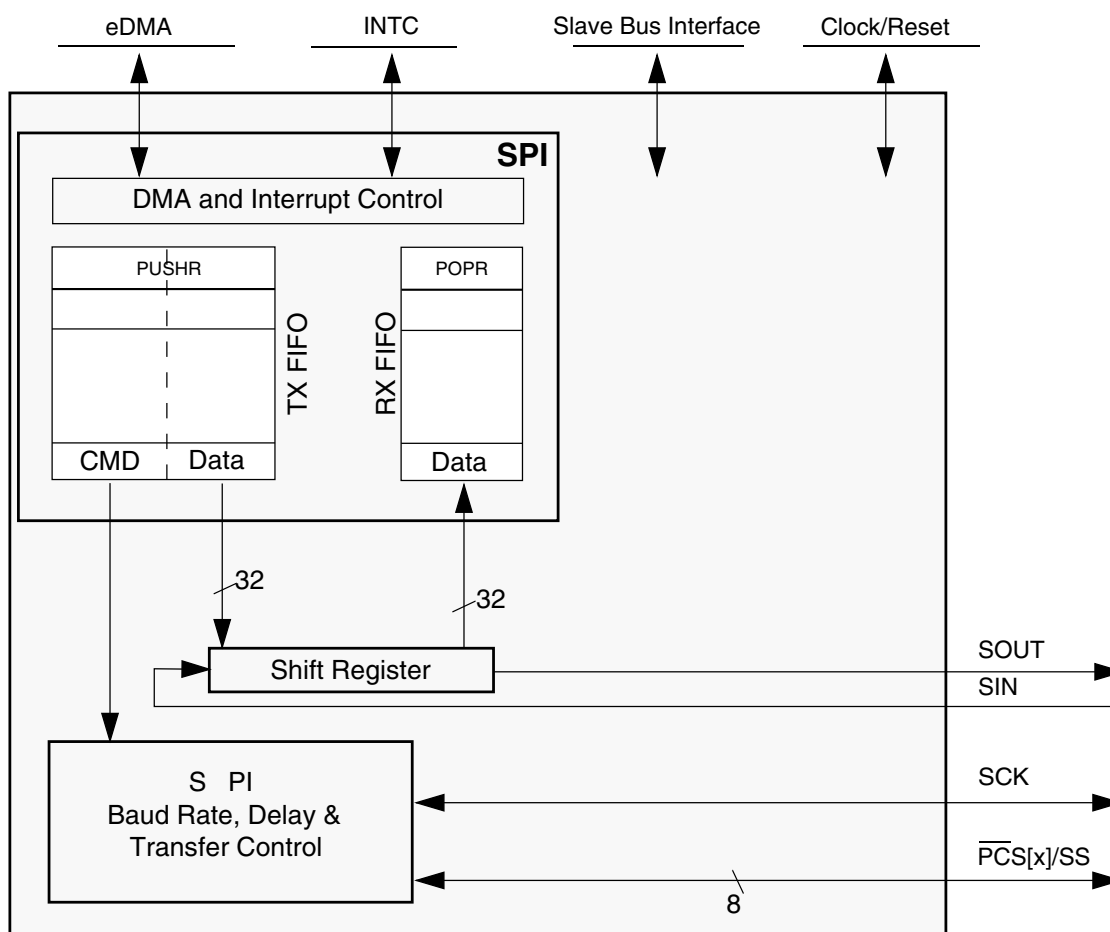 eDMA
INTC
Slave Bus Interface
Clock/Reset
SPI
DMA and Interrupt Control
PUSHR
POPR
TX FIFO
RX FIFO
CMD
Data
Data
32
32
Shift Register
SOUT
SIN
S PI
Baud Rate, Delay &
Transfer Control
SCK
PCS[x]/SS
8